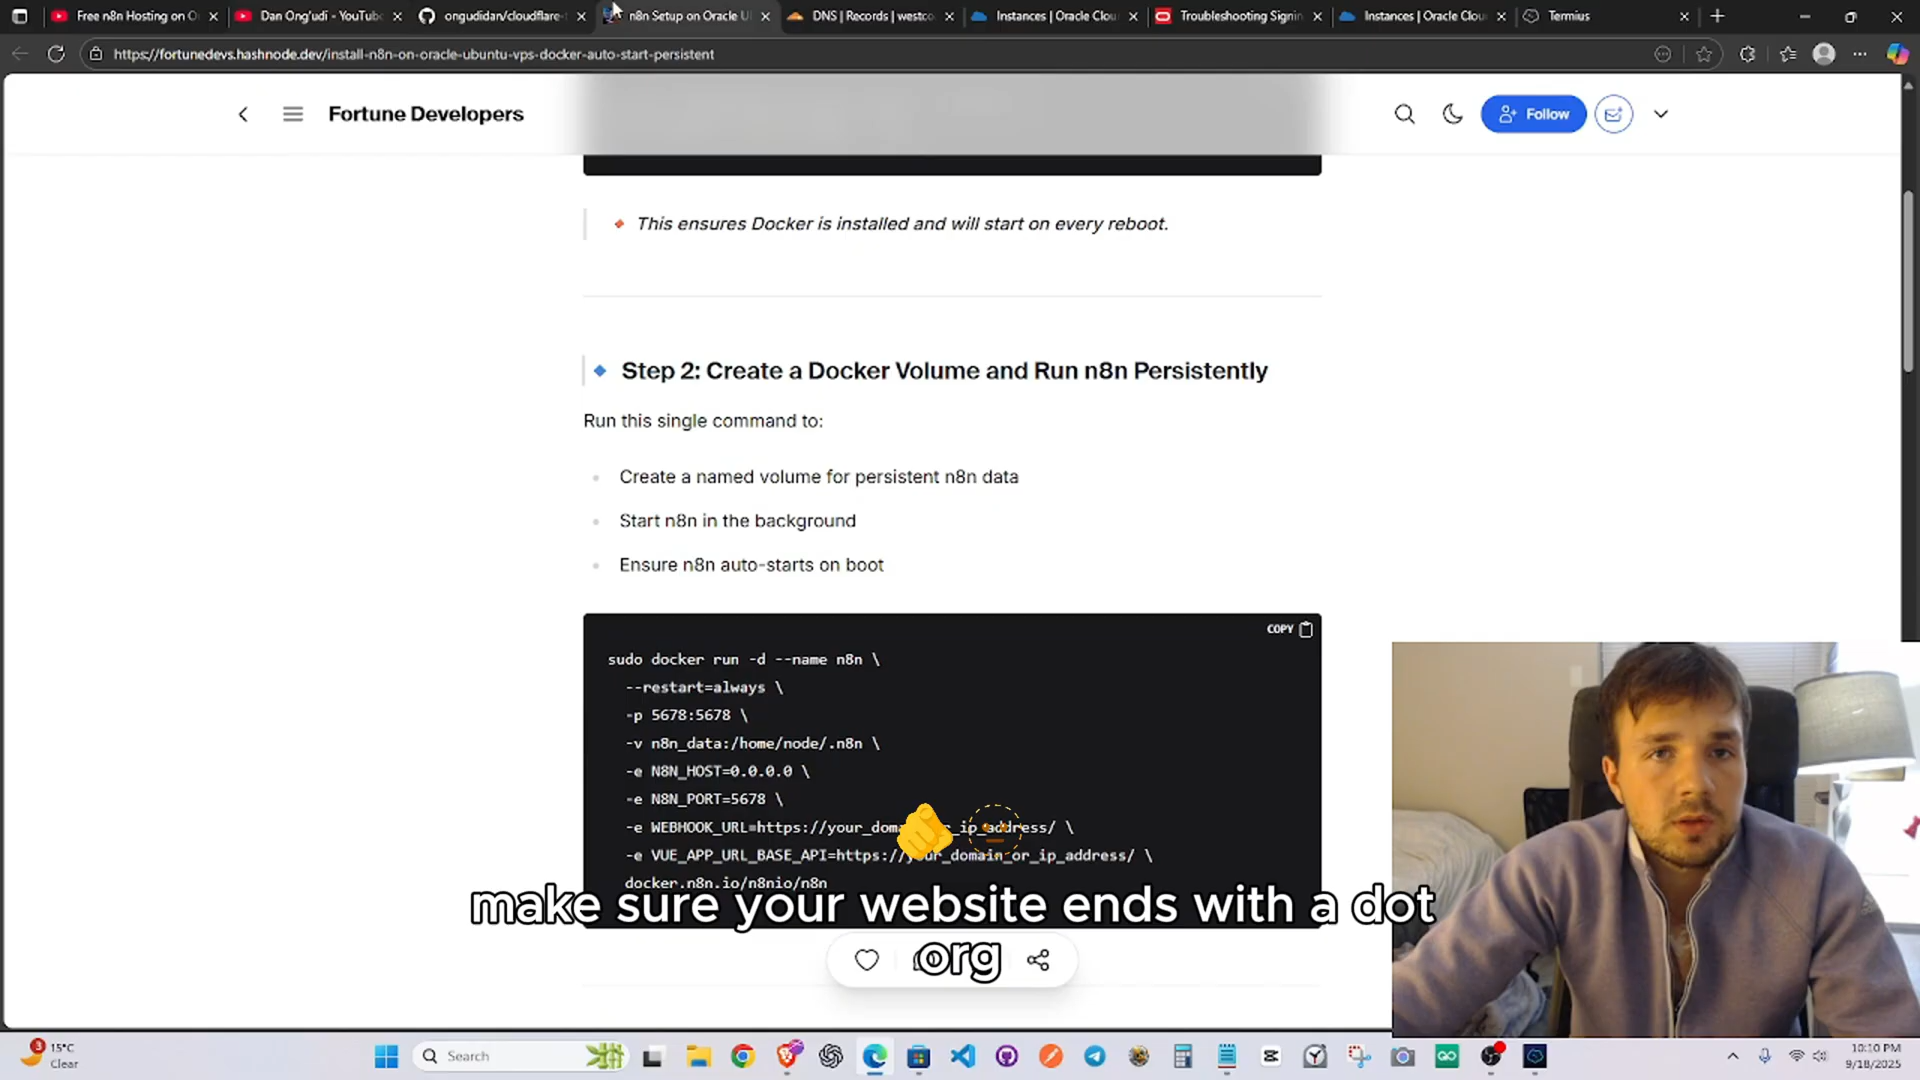 Free n8n Hosting on O
Dan Ong'udi - YouTube
ongudidan/cloudflare-
n8n Setup on Oracle U
DNS | Records | westco
Instances | Oracle Clou
Troubleshooting Signin
Instances | Oracle Clou
Termius
https://fortunedevs.hashnode.dev/install-n8n-on-oracle-ubuntu-vps-docker-auto-start-persistent
Fortune Developers
Follow
This ensures Docker is installed and will start on every reboot.
Step 2: Create a Docker Volume and Run n8n Persistently
Run this single command to:
Create a named volume for persistent n8n data
Start n8n in the background
Ensure n8n auto-starts on boot
COPY
sudo docker run -d --name n8n \
--restart=always \
-p 5678:5678 \
-v n8n_data:/home/node/.n8n \
-e N8N_HOST=0.0.0.0 \
-e N8N_PORT=5678 \
-e WEBHOOK_URL=https://your_domain_or_ip_address/ \
-e VUE_APP_URL_BASE_API=https://your_domain_or_ip_address/ \
docker.n8n.io/n8nio/n8n
make sure your website ends with a dot
org
3
15°C
Clear
Search
10:10 PM
9/18/2025